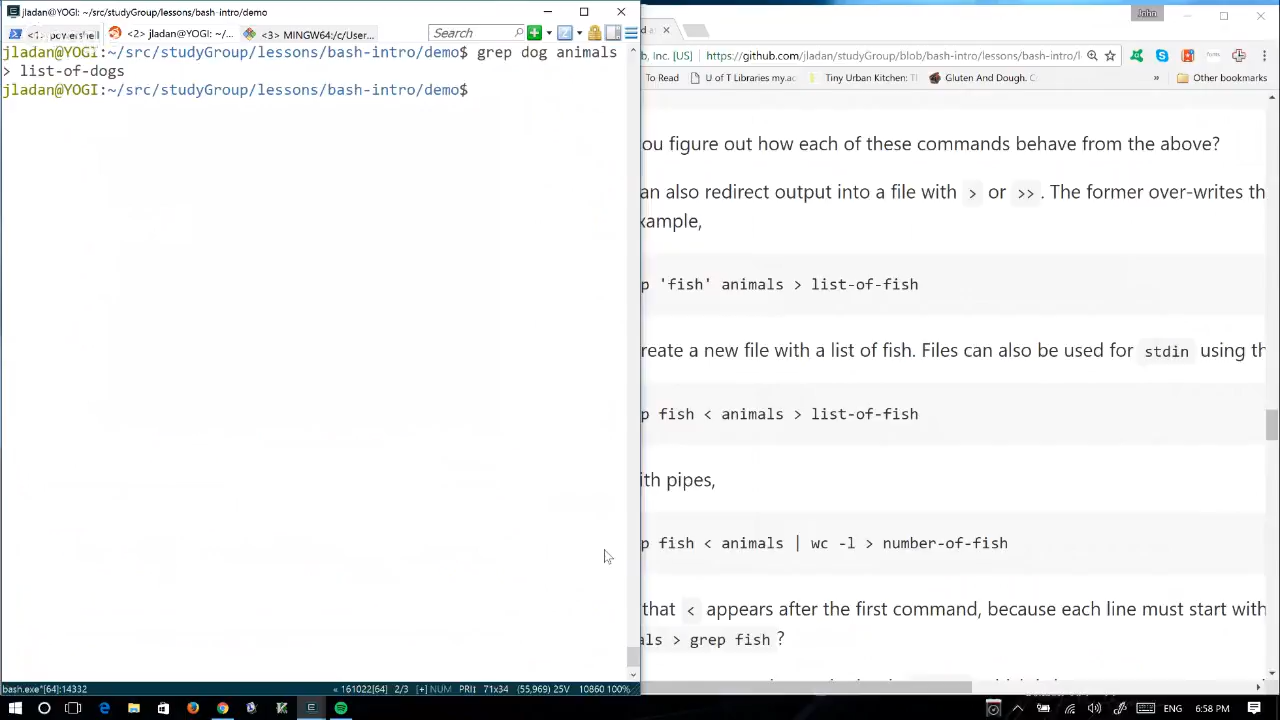 jladan@YOGI: ~/src/studyGroup/lessons/bash-intro/demo
<1> powershell
<2> jladan@YOGI: ~/...
<3> MINGW64:/c/User...
Search
jladan@YOGI:~/src/studyGroup/lessons/bash-intro/demo$ grep dog animals
> list-of-dogs
jladan@YOGI:~/src/studyGroup/lessons/bash-intro/demo$
bash.exe*[64]:14332
« 161022[64] 2/3 [+] NUM PRI↕ 71x34 (55,969) 25V 10860 100%
John
b, Inc. [US] https://github.com/jladan/studyGroup/blob/bash-intro/lessons/bash-intro/l
To Read U of T Libraries my.ac. Tiny Urban Kitchen: T Gluten And Dough. C » Other bookmarks
ou figure out how each of these commands behave from the above?
an also redirect output into a file with > or >>. The former over-writes th
xample,
p 'fish' animals > list-of-fish
reate a new file with a list of fish. Files can also be used for stdin using th
p fish < animals > list-of-fish
ith pipes,
p fish < animals | wc -l > number-of-fish
that < appears after the first command, because each line must start with
als > grep fish ?
ENG 6:58 PM